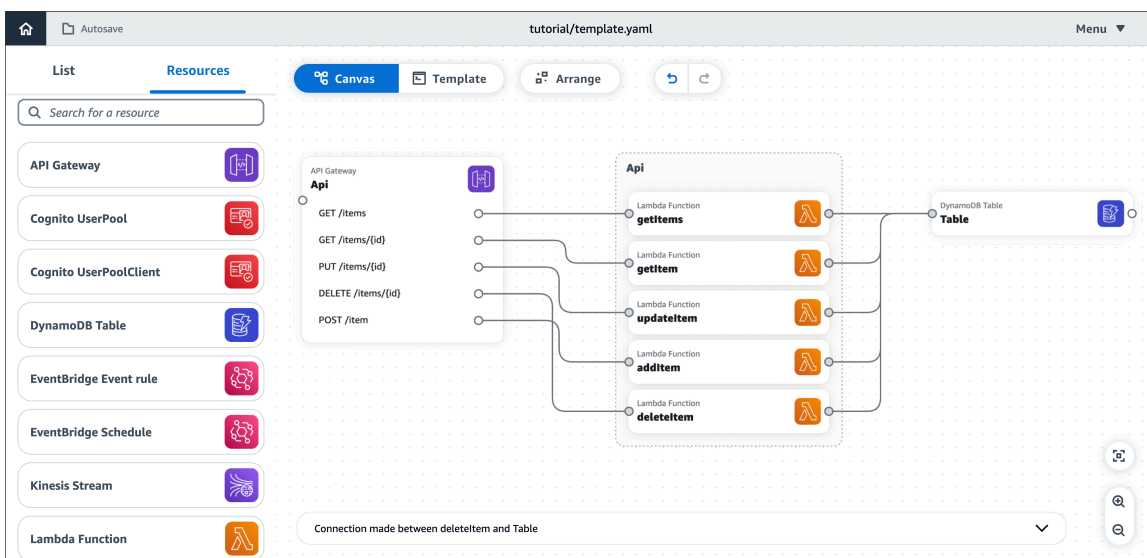 Autosave
tutorial/template.yaml
Menu
List
Resources
Canvas
Template
Arrange
Search for a resource
API Gateway
Cognito UserPool
Cognito UserPoolClient
DynamoDB Table
EventBridge Event rule
EventBridge Schedule
Kinesis Stream
Lambda Function
API Gateway
Api
GET /items
GET /items/{id}
PUT /items/{id}
DELETE /items/{id}
POST /item
Api
Lambda Function
getItems
Lambda Function
getItem
Lambda Function
updateItem
Lambda Function
addItem
Lambda Function
deleteItem
DynamoDB Table
Table
Connection made between deleteItem and Table